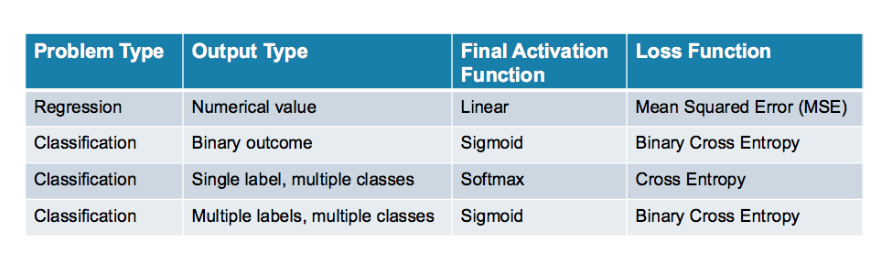 Problem Type Output Type Final Activation Function Loss Function
Regression Numerical value Linear Mean Squared Error (MSE)
Classification Binary outcome Sigmoid Binary Cross Entropy
Classification Single label, multiple classes Softmax Cross Entropy
Classification Multiple labels, multiple classes Sigmoid Binary Cross Entropy